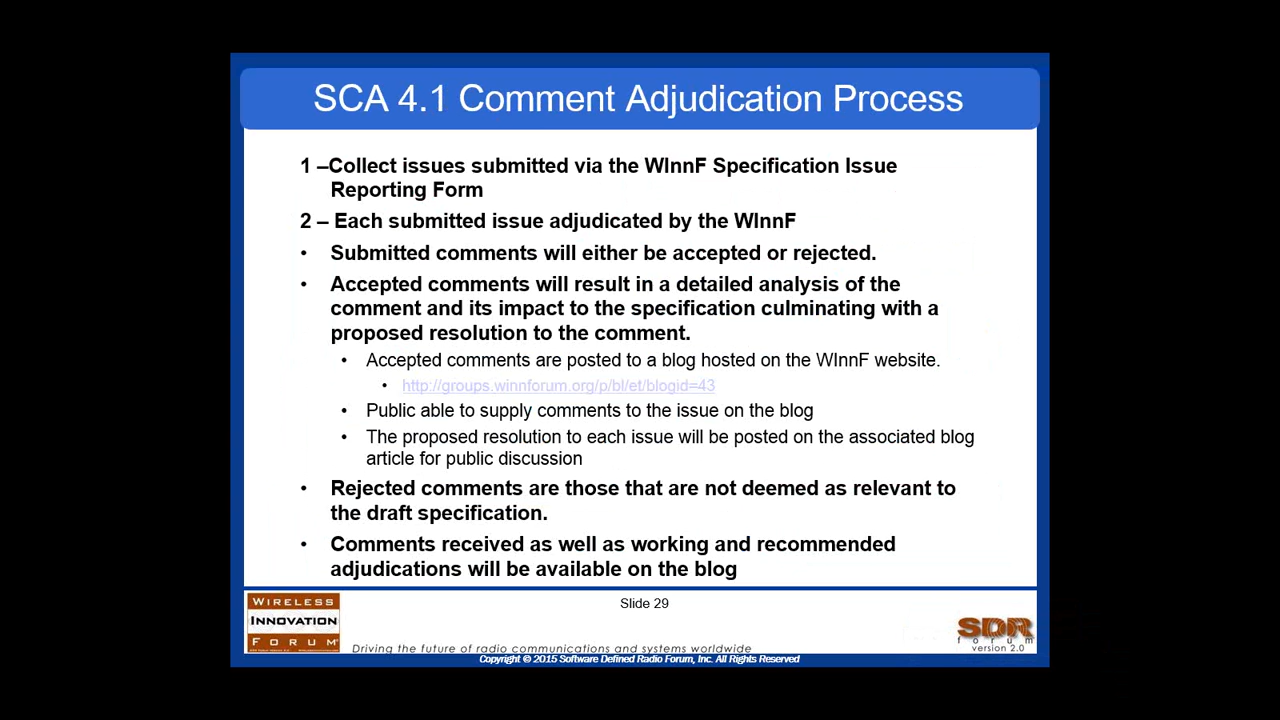 SCA 4.1 Comment Adjudication Process
1 –Collect issues submitted via the WInnF Specification Issue
Reporting Form
2 – Each submitted issue adjudicated by the WInnF
• Submitted comments will either be accepted or rejected.
• Accepted comments will result in a detailed analysis of the
comment and its impact to the specification culminating with a
proposed resolution to the comment.
• Accepted comments are posted to a blog hosted on the WInnF website.
• http://groups.winnforum.org/p/bl/et/blogid=43
• Public able to supply comments to the issue on the blog
• The proposed resolution to each issue will be posted on the associated blog
article for public discussion
• Rejected comments are those that are not deemed as relevant to
the draft specification.
• Comments received as well as working and recommended
adjudications will be available on the blog
Slide 29
WIRELESS
INNOVATION
FORUM
SDR
forum
version 2.0
Driving the future of radio communications and systems worldwide
Copyright © 2015 Software Defined Radio Forum, Inc. All Rights Reserved